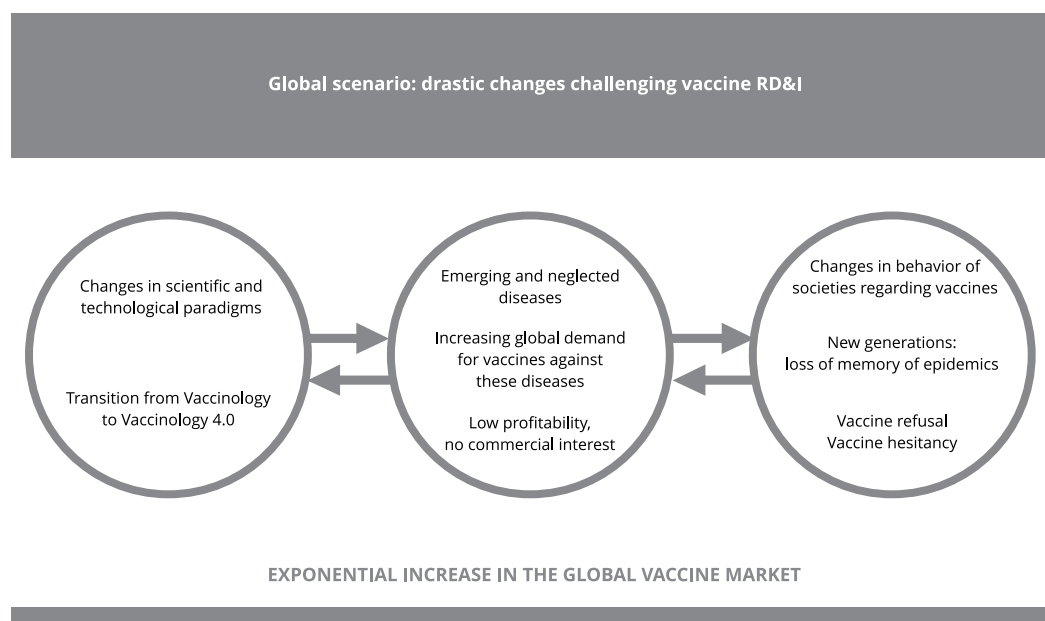 Global scenario: drastic changes challenging vaccine RD&I
Changes in scientific and
technological paradigms
Transition from Vaccinology
to Vaccinology 4.0
Emerging and neglected
diseases
Increasing global demand
for vaccines against
these diseases
Low profitability,
no commercial interest
Changes in behavior of
societies regarding vaccines
New generations:
loss of memory of epidemics
Vaccine refusal
Vaccine hesitancy
EXPONENTIAL INCREASE IN THE GLOBAL VACCINE MARKET